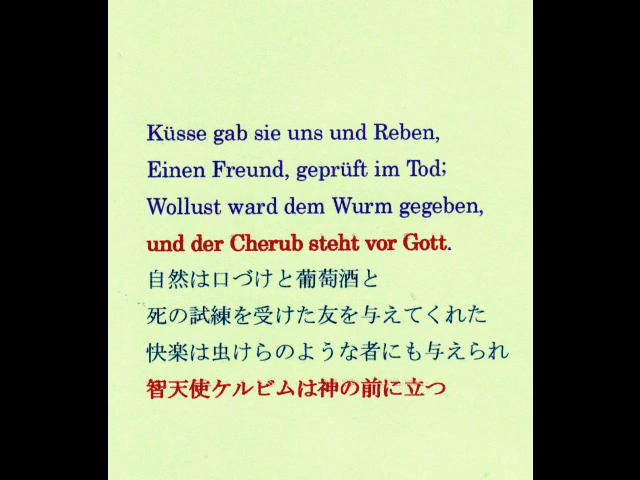 Küsse gab sie uns und Reben,
Einen Freund, geprüft im Tod;
Wollust ward dem Wurm gegeben,
und der Cherub steht vor Gott.
自然は口づけと葡萄酒と
死の試練を受けた友を与えてくれた
快楽は虫けらのような者にも与えられ
智天使ケルビムは神の前に立つ